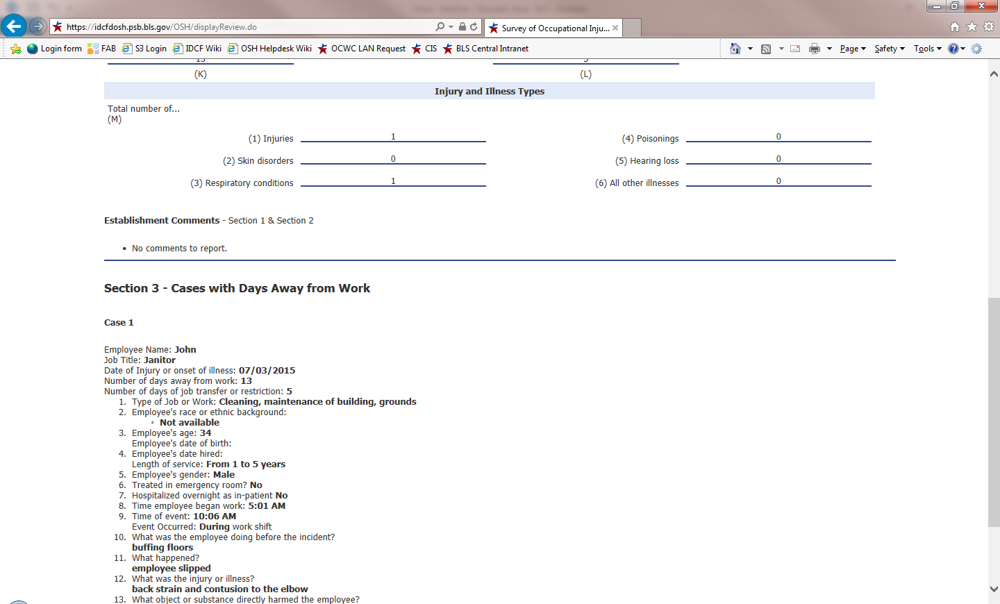 https://idcfdosh.psb.bls.gov/OSH/displayReview.do
Survey of Occupational Inju...
Login form FAB S3 Login IDCF Wiki OSH Helpdesk Wiki OCWC LAN Request CIS BLS Central Intranet
Page Safety Tools
(K) (L)
Injury and Illness Types
Total number of...
(M)
(1) Injuries 1 (4) Poisonings 0
(2) Skin disorders 0 (5) Hearing loss 0
(3) Respiratory conditions 1 (6) All other illnesses 0
Establishment Comments - Section 1 & Section 2
• No comments to report.
Section 3 - Cases with Days Away from Work
Case 1
Employee Name: John
Job Title: Janitor
Date of Injury or onset of illness: 07/03/2015
Number of days away from work: 13
Number of days of job transfer or restriction: 5
1. Type of Job or Work: Cleaning, maintenance of building, grounds
2. Employee's race or ethnic background:
◦ Not available
3. Employee's age: 34
Employee's date of birth:
4. Employee's date hired:
Length of service: From 1 to 5 years
5. Employee's gender: Male
6. Treated in emergency room? No
7. Hospitalized overnight as in-patient No
8. Time employee began work: 5:01 AM
9. Time of event: 10:06 AM
Event Occurred: During work shift
10. What was the employee doing before the incident?
buffing floors
11. What happened?
employee slipped
12. What was the injury or illness?
back strain and contusion to the elbow
13. What object or substance directly harmed the employee?